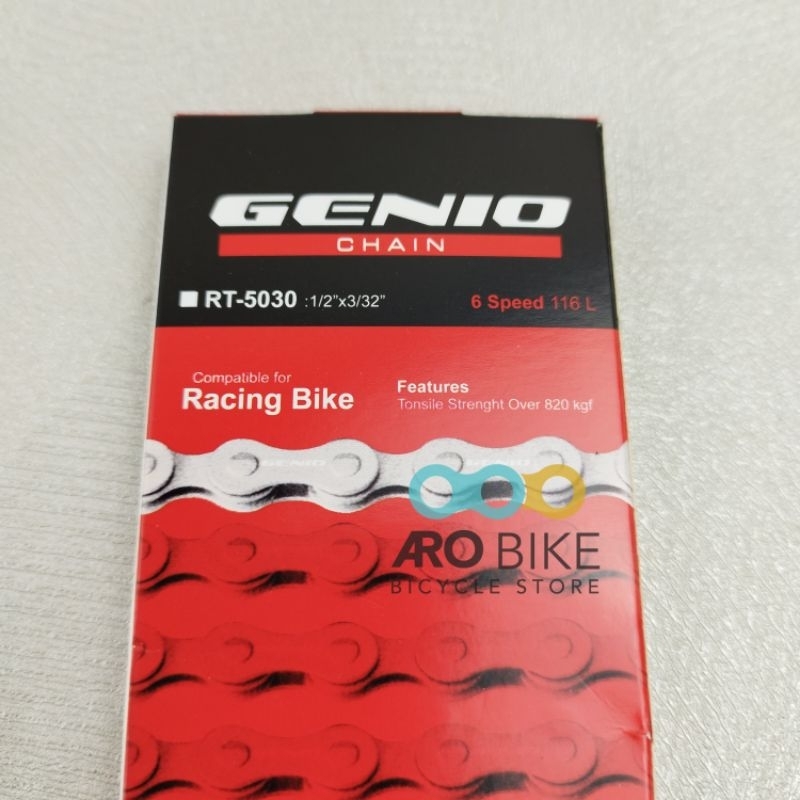 GENIO
CHAIN
RT-5030 :1/2"x3/32" 6 Speed 116 L
Compatible for
Racing Bike
Features
Tonsile Strenght Over 820 kgf
GENIO GENIO
ARO BIKE
BICYCLE STORE